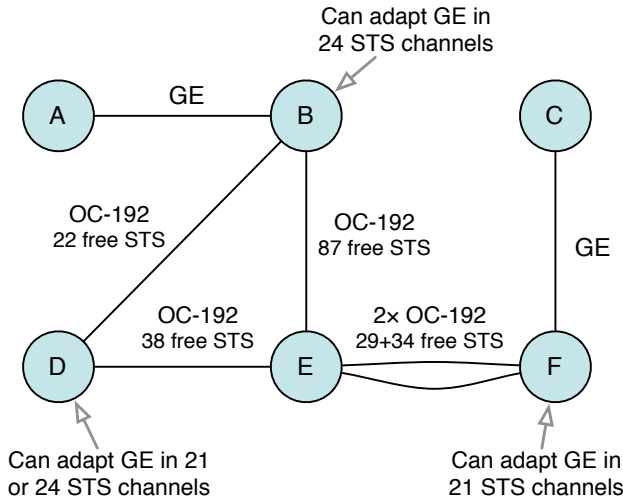 Can adapt GE in
24 STS channels
A
GE
B
C
OC-192
22 free STS
OC-192
87 free STS
GE
OC-192
38 free STS
2× OC-192
29+34 free STS
D
E
F
Can adapt GE in 21
or 24 STS channels
Can adapt GE in
21 STS channels